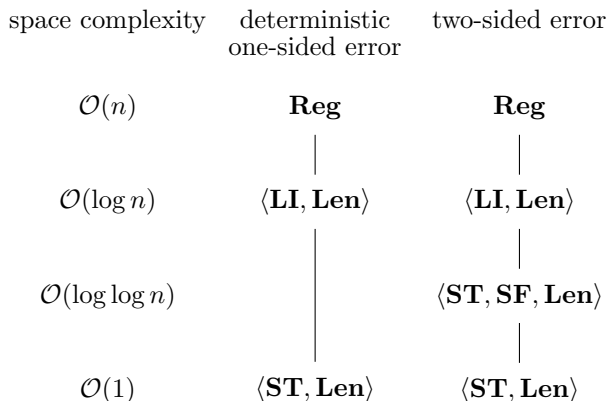 space complexity deterministic one-sided error two-sided error
𝒪(n) Reg Reg
𝒪(log n) ⟨LI, Len⟩ ⟨LI, Len⟩
𝒪(log log n) ⟨ST, SF, Len⟩
𝒪(1) ⟨ST, Len⟩ ⟨ST, Len⟩